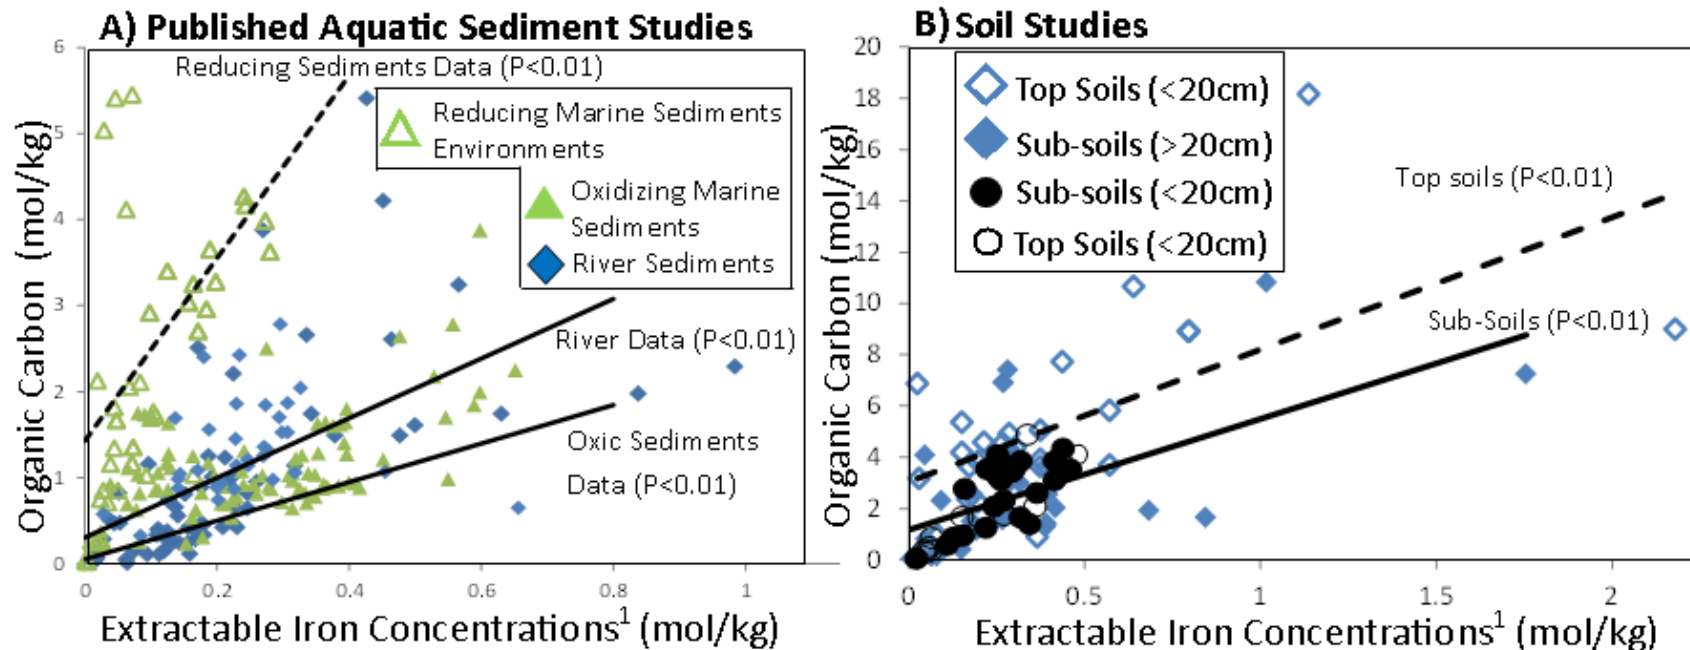 A) Published Aquatic Sediment Studies
6
5
4
3
2
1
0
Organic Carbon (mol/kg)
Reducing Sediments Data (P<0.01)
Reducing Marine Sediments
Environments
Oxidizing Marine
Sediments
River Sediments
River Data (P<0.01)
Oxic Sediments
Data (P<0.01)
0 0.2 0.4 0.6 0.8 1
Extractable Iron Concentrations¹ (mol/kg)
B) Soil Studies
20
18
16
14
12
10
8
6
4
2
0
Organic Carbon (mol/kg)
Top Soils (<20cm)
Sub-soils (>20cm)
Sub-soils (<20cm)
Top Soils (<20cm)
Top soils (P<0.01)
Sub-Soils (P<0.01)
0 0.5 1 1.5 2
Extractable Iron Concentrations¹ (mol/kg)